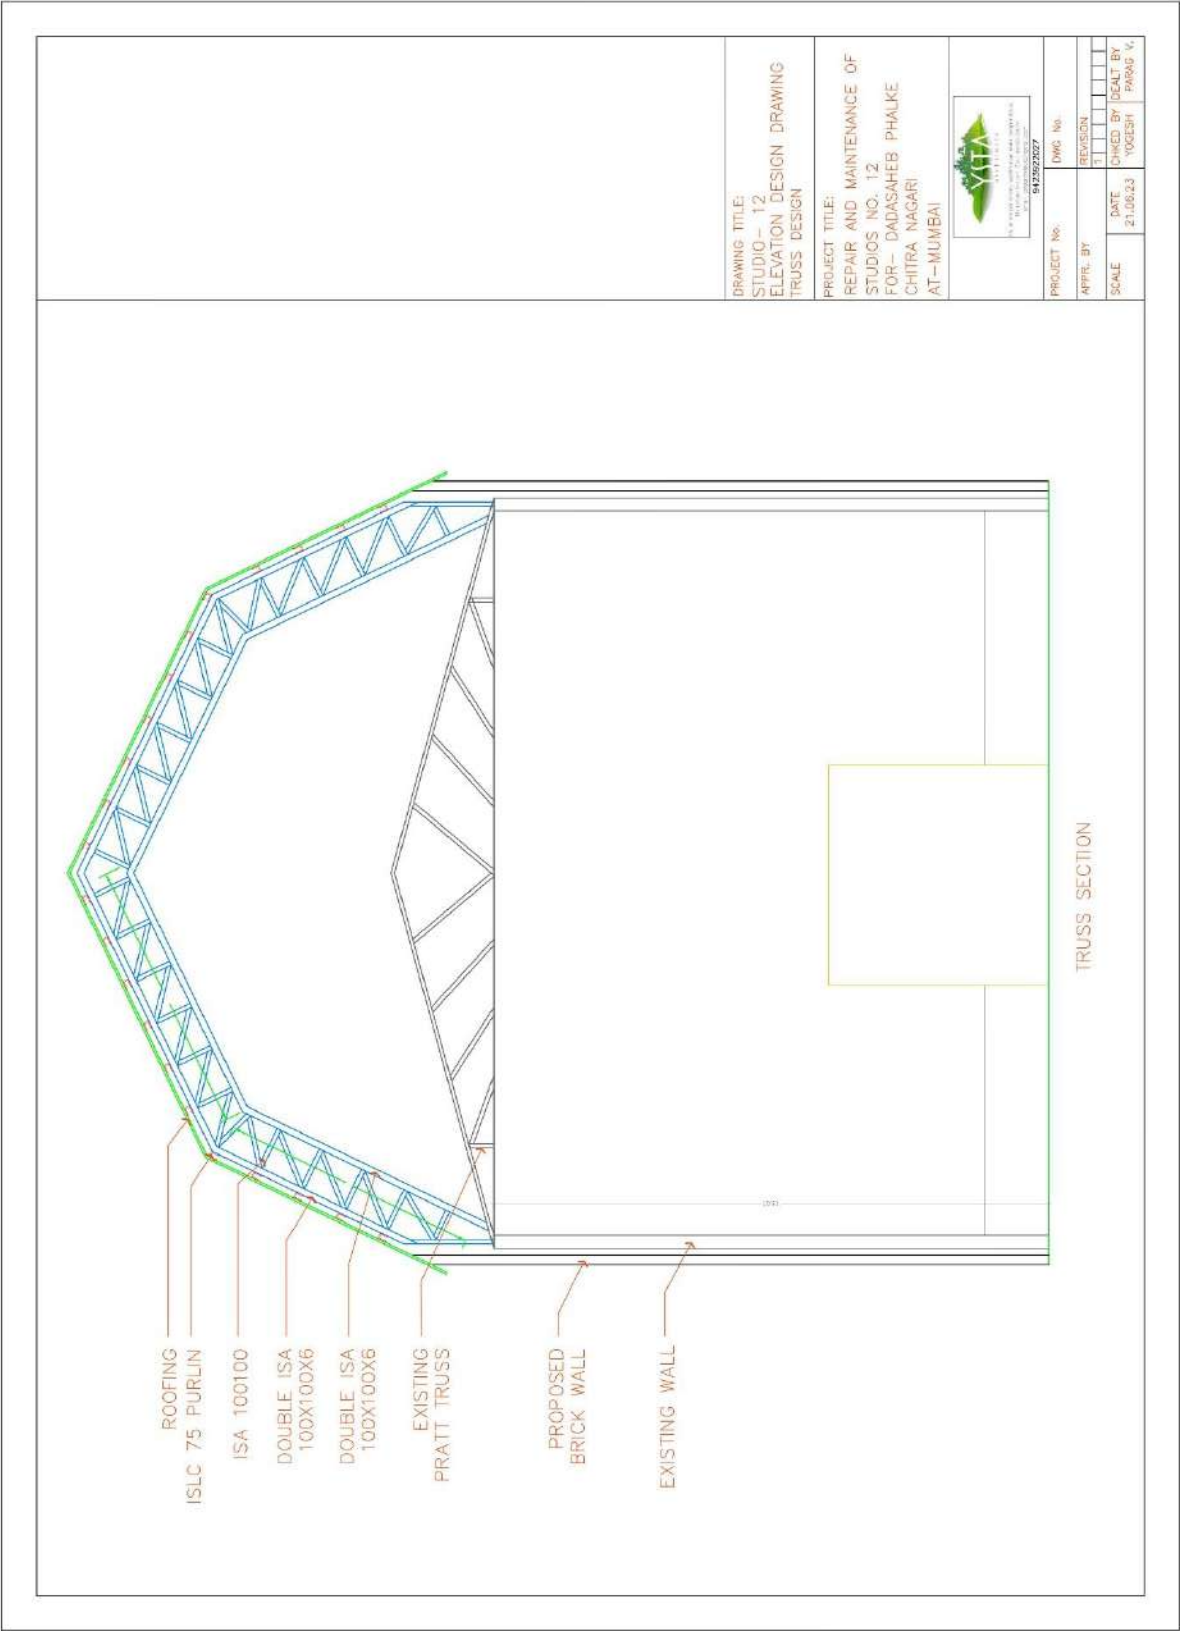 ROOFING
ISLC 75 PURLIN
ISA 100100
DOUBLE ISA
100X100X6
DOUBLE ISA
100X100X6
EXISTING
PRATT TRUSS
PROPOSED
BRICK WALL
EXISTING WALL
TRUSS SECTION
DRAWING TITLE:
STUDIO- 12
ELEVATION DESIGN DRAWING
TRUSS DESIGN
PROJECT TITLE:
REPAIR AND MAINTENANCE OF
STUDIOS NO. 12
FOR- DADASAHEB PHALKE
CHITRA NAGARI
AT-MUMBAI
VITA
9423622027
PROJECT No.
DWG No.
APPR. BY
REVISION
1
SCALE
DATE
21.06.23
CHKED BY
YOGESH
DEALT BY
PARAG V.